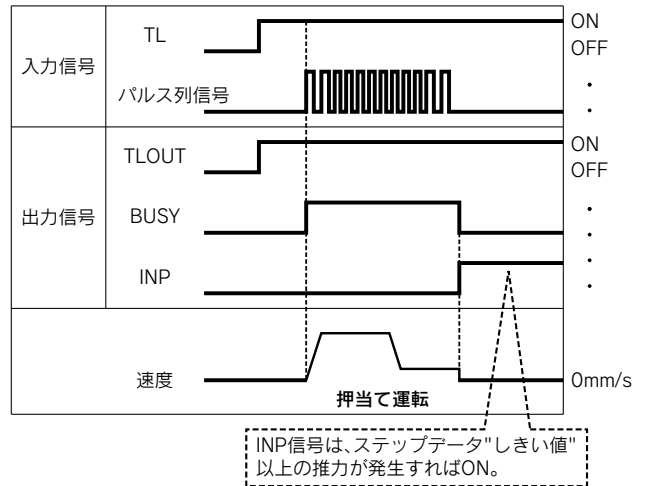 入力信号
TL
ON
OFF
パルス列信号
出力信号
TLOUT
ON
OFF
BUSY
INP
速度
0mm/s
押当て運転
INP信号は、ステップデータ"しきい値"
以上の推力が発生すればON。